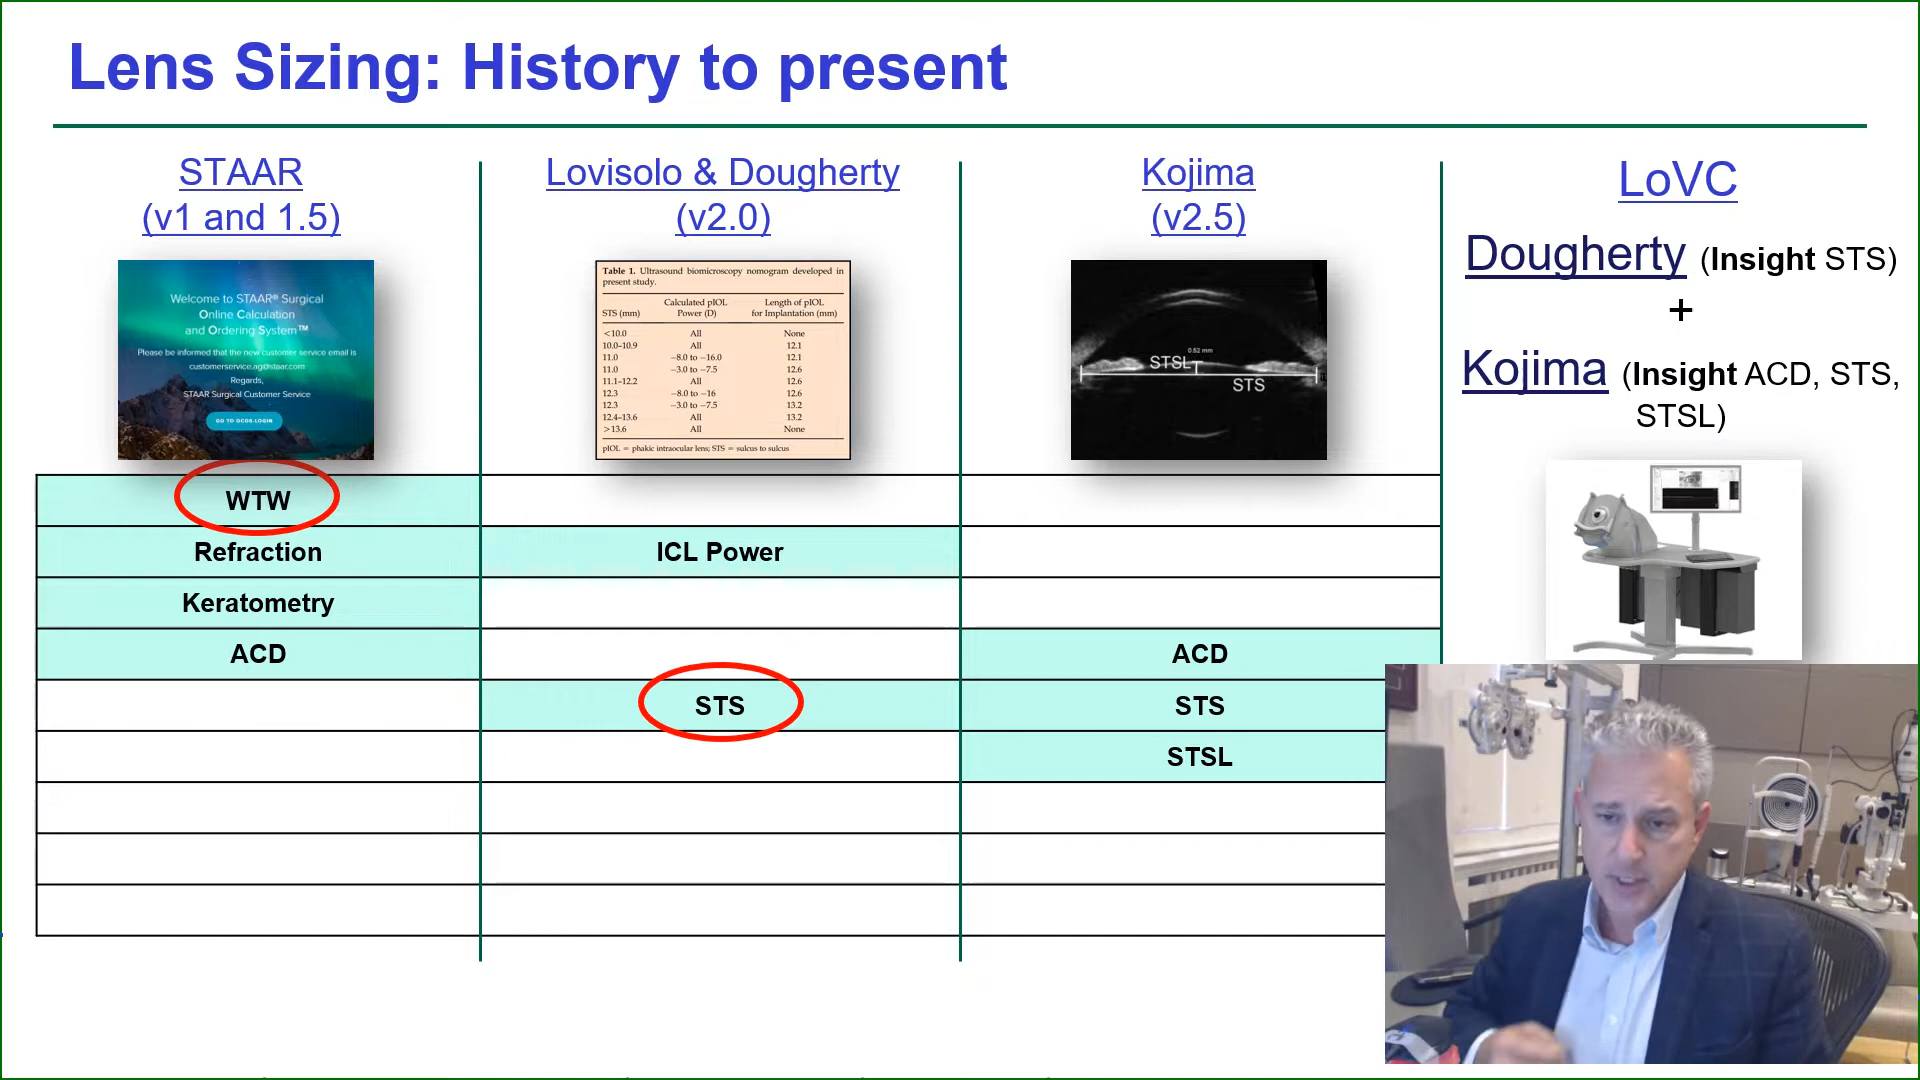 Lens Sizing: History to present
STAAR
(v1 and 1.5)
Welcome to STAAR® Surgical
Online Calculation
and Ordering System™
Please be informed that the new customer service email is
customerservice.ag@staar.com
Regards,
STAAR Surgical Customer Service
GO TO OCOS-LOGIN
Lovisolo & Dougherty
(v2.0)
Table 1. Ultrasound biomicroscopy nomogram developed in
present study.
Calculated pIOL Length of pIOL
STS (mm) Power (D) for Implantation (mm)
<10.0 All None
10.0–10.9 All 12.1
11.0 −8.0 to −16.0 12.1
11.0 −3.0 to −7.5 12.6
11.1–12.2 All 12.6
12.3 −8.0 to −16 12.6
12.3 −3.0 to −7.5 13.2
12.4–13.6 All 13.2
>13.6 All None
pIOL = phakic intraocular lens; STS = sulcus to sulcus
Kojima
(v2.5)
0.52 mm
STSL
STS
LoVC
Dougherty (Insight STS)
+
Kojima (Insight ACD, STS,
STSL)
WTW
Refraction ICL Power
Keratometry
ACD ACD
STS STS
STSL